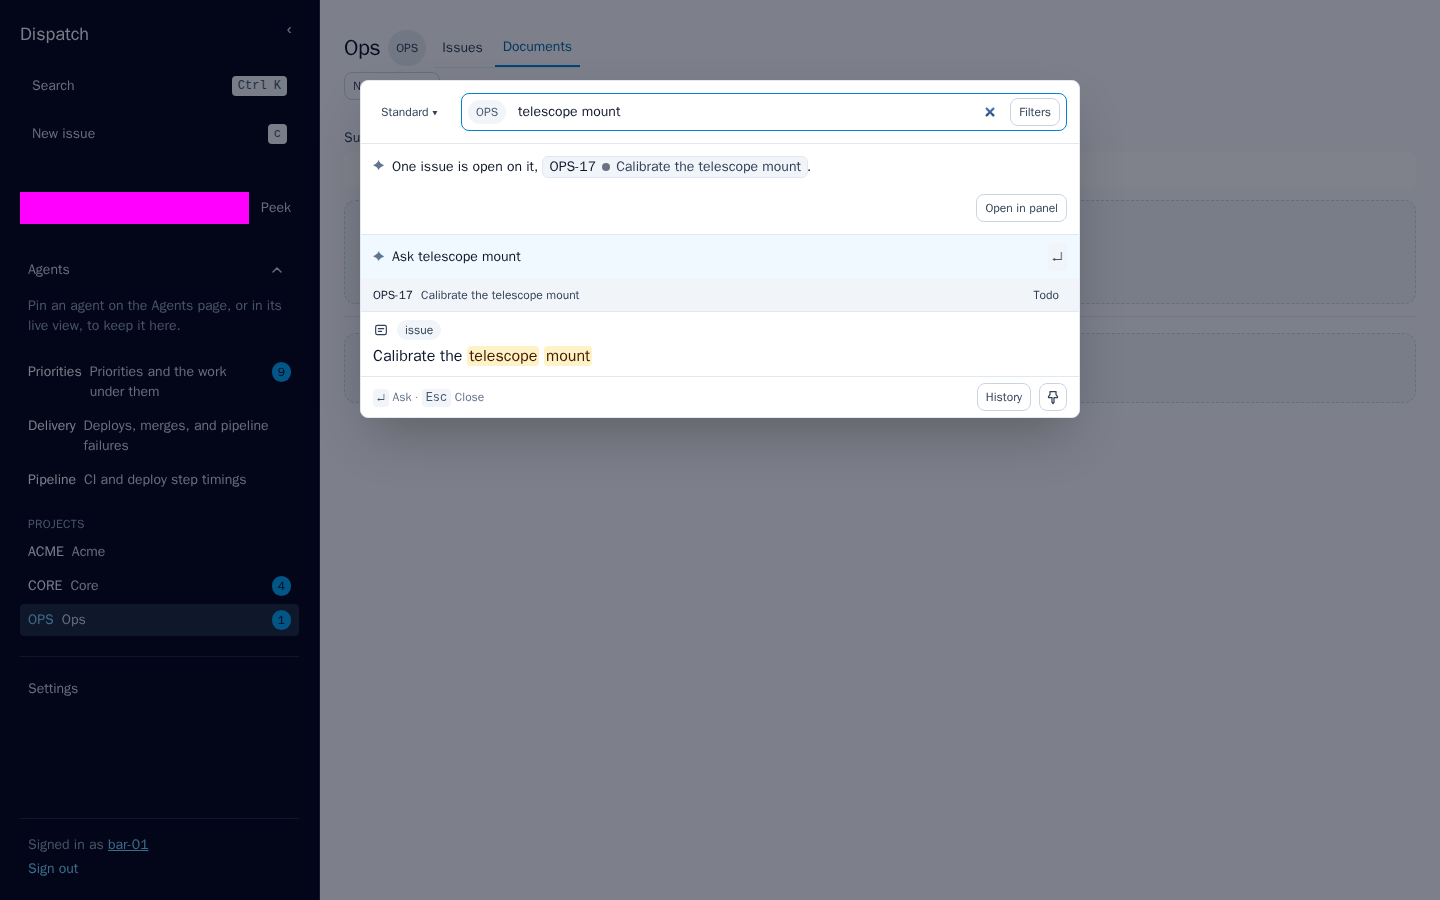 Dispatch
Search Ctrl K
New issue C
Peek
Agents
Pin an agent on the Agents page, or in its
live view, to keep it here.
Priorities Priorities and the work
under them 9
Delivery Deploys, merges, and pipeline
failures
Pipeline CI and deploy step timings
PROJECTS
ACME Acme
CORE Core 4
OPS Ops 1
Settings
Signed in as bar-01
Sign out
Ops OPS Issues Documents
N
Su
Standard ▾ OPS telescope mount Filters
One issue is open on it, OPS-17 Calibrate the telescope mount.
Open in panel
Ask telescope mount ↵
OPS-17 Calibrate the telescope mount Todo
issue
Calibrate the telescope mount
↵ Ask · Esc Close History